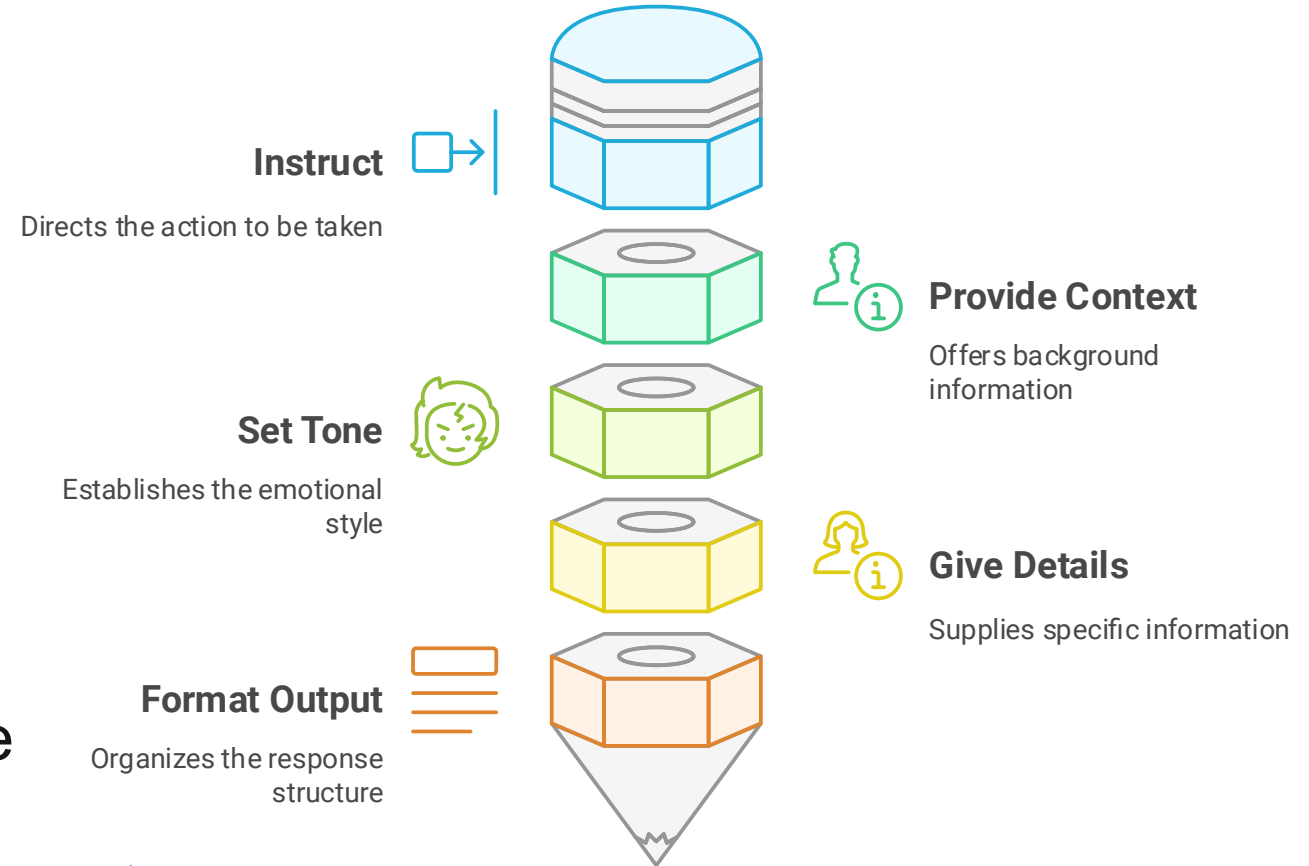 Instruct
Directs the action to be taken
Provide Context
Offers background
information
Set Tone
Establishes the emotional
style
Give Details
Supplies specific information
Format Output
Organizes the response
structure
e